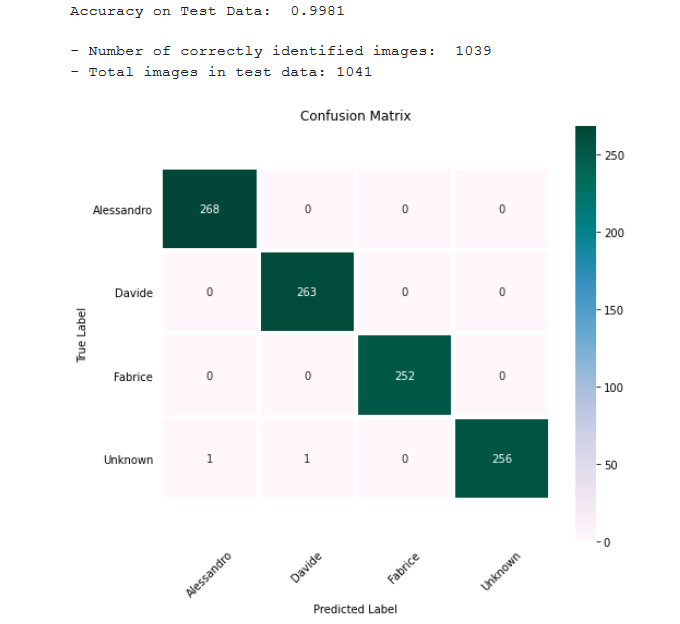 Accuracy on Test Data: 0.9981
- Number of correctly identified images: 1039
- Total images in test data: 1041
Confusion Matrix
Alessandro 268 0 0 0
Davide 0 263 0 0
Fabrice 0 0 252 0
Unknown 1 1 0 256
True Label
Alessandro Davide Fabrice Unknown
Predicted Label
250
200
150
100
50
0